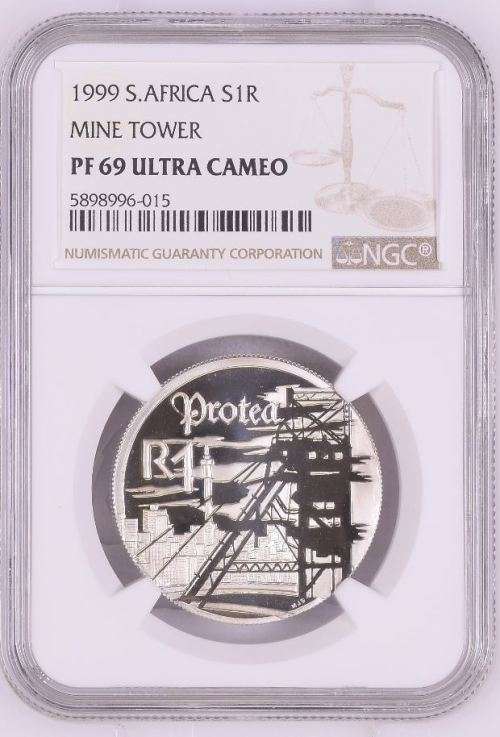 1999 S.AFRICA S1R
MINE TOWER
PF 69 ULTRA CAMEO
5898996-015
NUMISMATIC GUARANTY CORPORATION
NGC®
Protea
R1